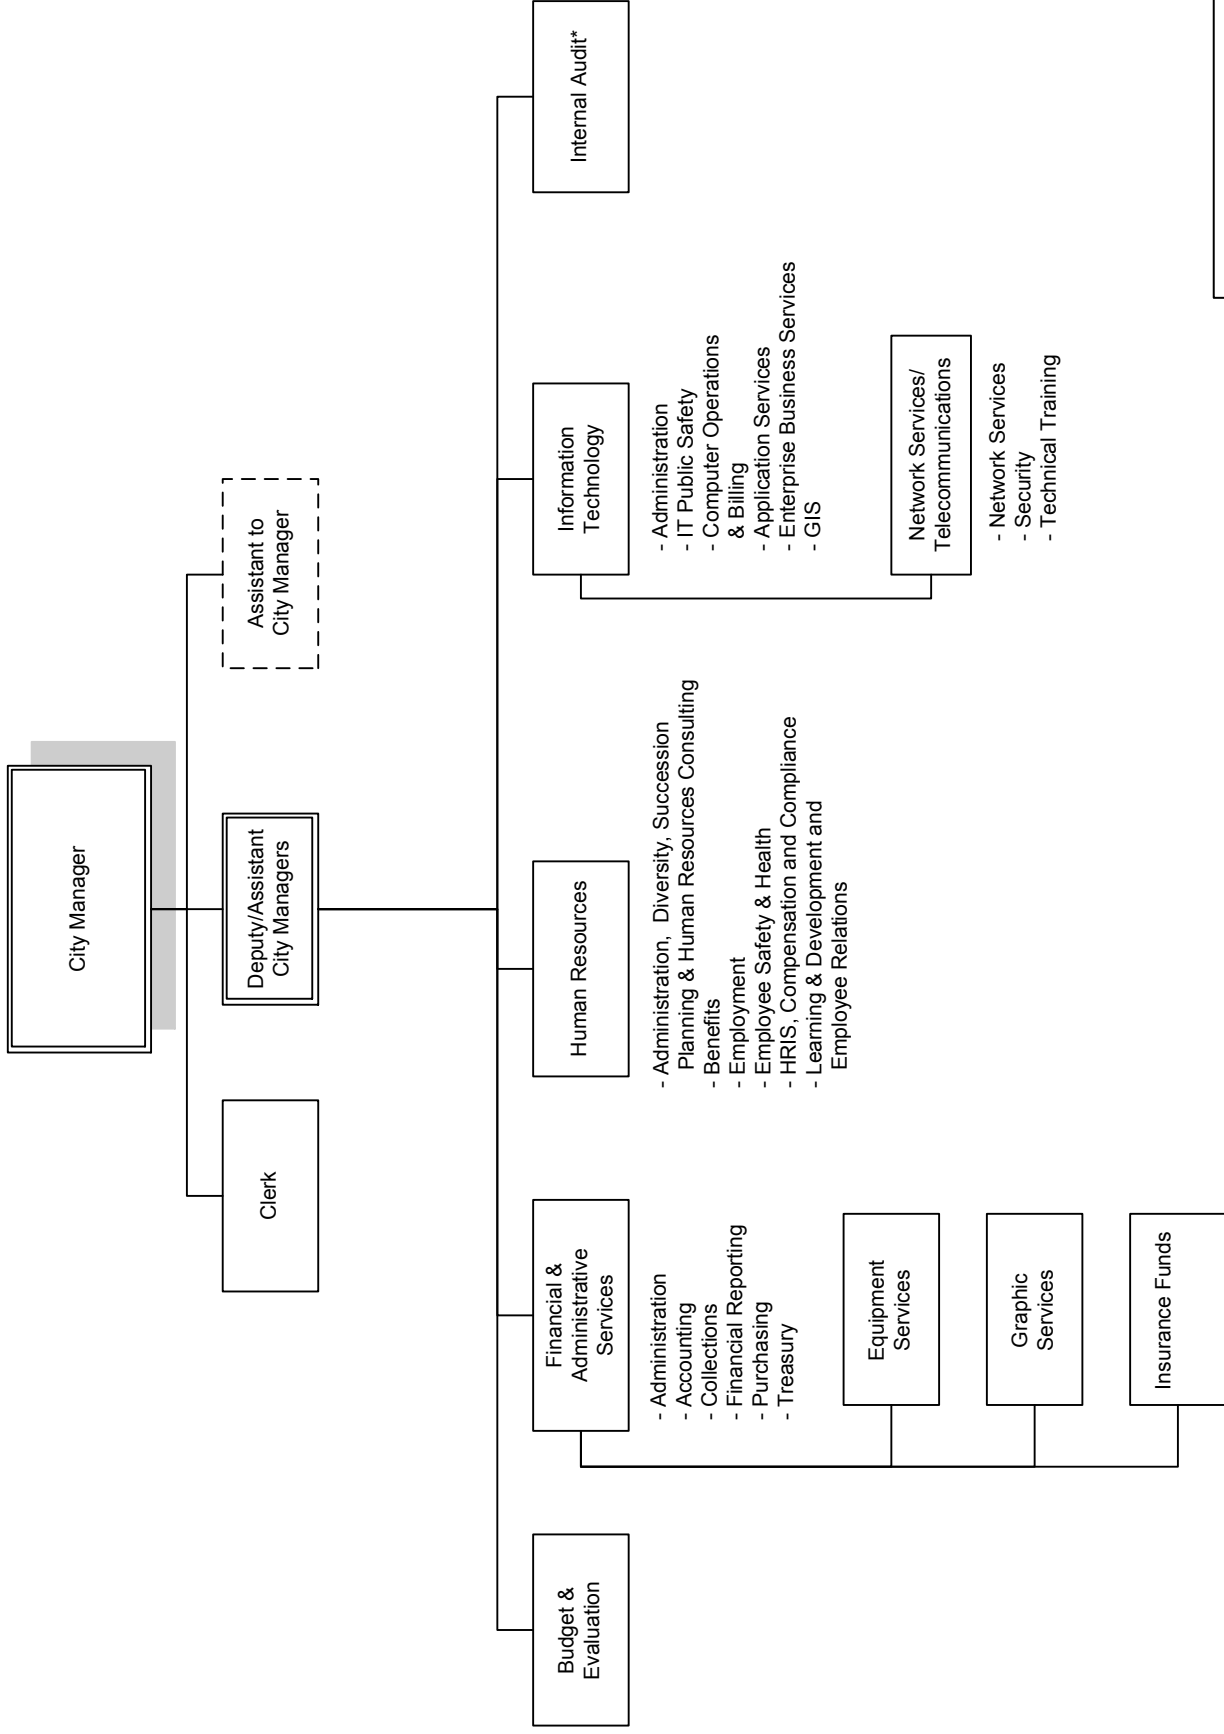 City Manager
Clerk
Deputy/Assistant
City Managers
Assistant to
City Manager
Budget &
Evaluation
Financial &
Administrative
Services
- Administration
- Accounting
- Collections
- Financial Reporting
- Purchasing
- Treasury
Equipment
Services
Graphic
Services
Insurance Funds
Human Resources
- Administration, Diversity, Succession
Planning & Human Resources Consulting
- Benefits
- Employment
- Employee Safety & Health
- HRIS, Compensation and Compliance
- Learning & Development and
Employee Relations
Information
Technology
- Administration
- IT Public Safety
- Computer Operations
& Billing
- Application Services
- Enterprise Business Services
- GIS
Network Services/
Telecommunications
- Network Services
- Security
- Technical Training
Internal Audit*